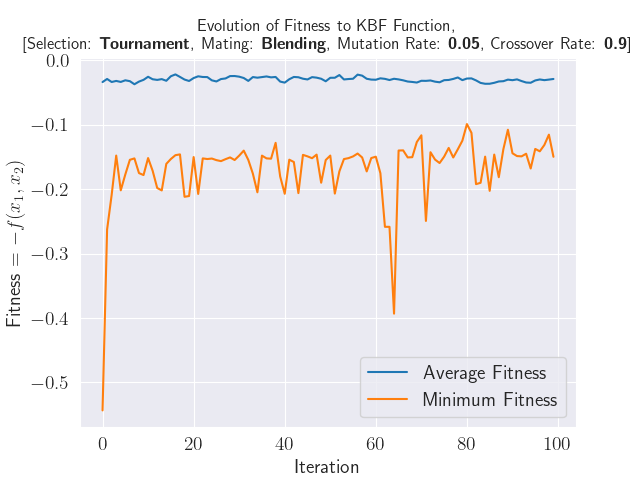 Evolution of Fitness to KBF Function,
[Selection: Tournament, Mating: Blending, Mutation Rate: 0.05, Crossover Rate: 0.9]
Fitness = −f(x₁, x₂)
0.0
−0.1
−0.2
−0.3
−0.4
−0.5
Average Fitness
Minimum Fitness
0 20 40 60 80 100
Iteration